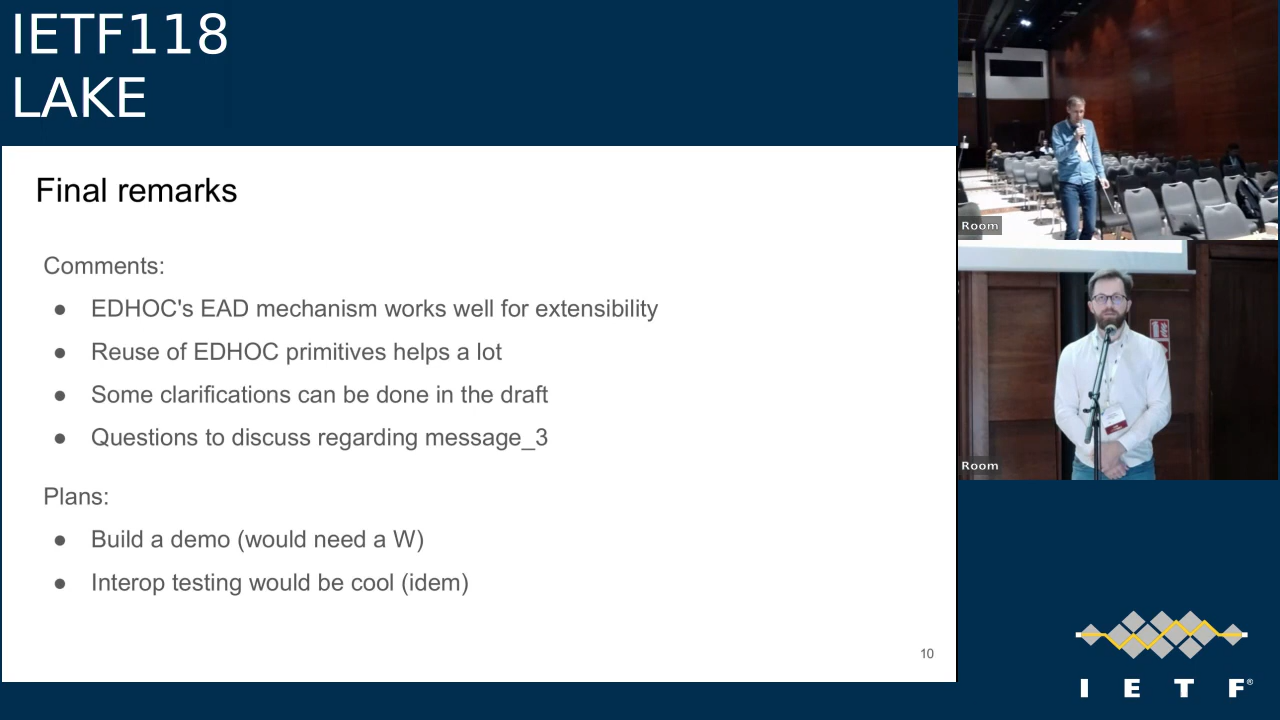 IETF118
LAKE
Final remarks
Comments:
● EDHOC's EAD mechanism works well for extensibility
● Reuse of EDHOC primitives helps a lot
● Some clarifications can be done in the draft
● Questions to discuss regarding message_3
Plans:
● Build a demo (would need a W)
● Interop testing would be cool (idem)
10
Room
Room
I E T F®